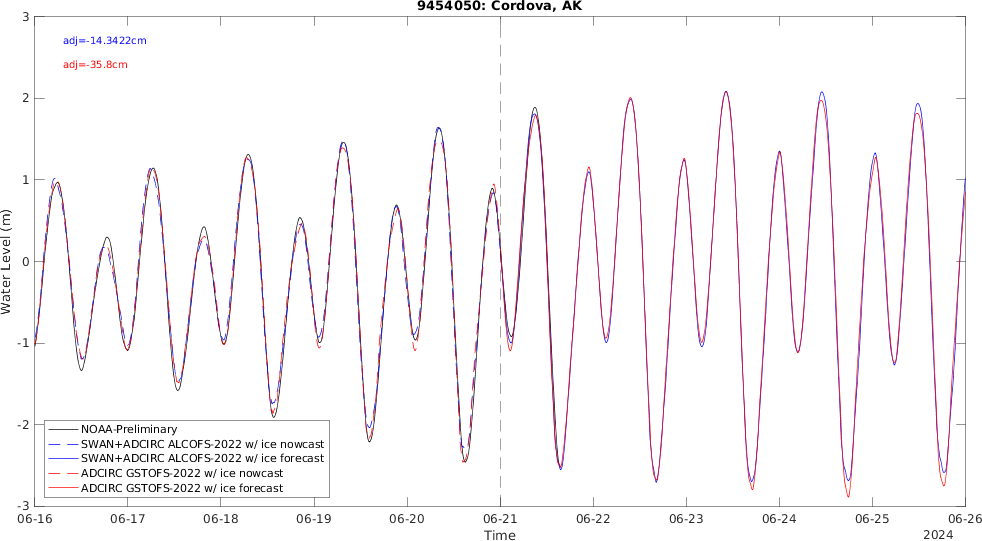 9454050: Cordova, AK
adj=-14.3422cm
adj=-35.8cm
Water Level (m)
3
2
1
0
-1
-2
-3
NOAA-Preliminary
SWAN+ADCIRC ALCOFS-2022 w/ ice nowcast
SWAN+ADCIRC ALCOFS-2022 w/ ice forecast
ADCIRC GSTOFS-2022 w/ ice nowcast
ADCIRC GSTOFS-2022 w/ ice forecast
06-16 06-17 06-18 06-19 06-20 06-21 06-22 06-23 06-24 06-25 06-26
Time
2024